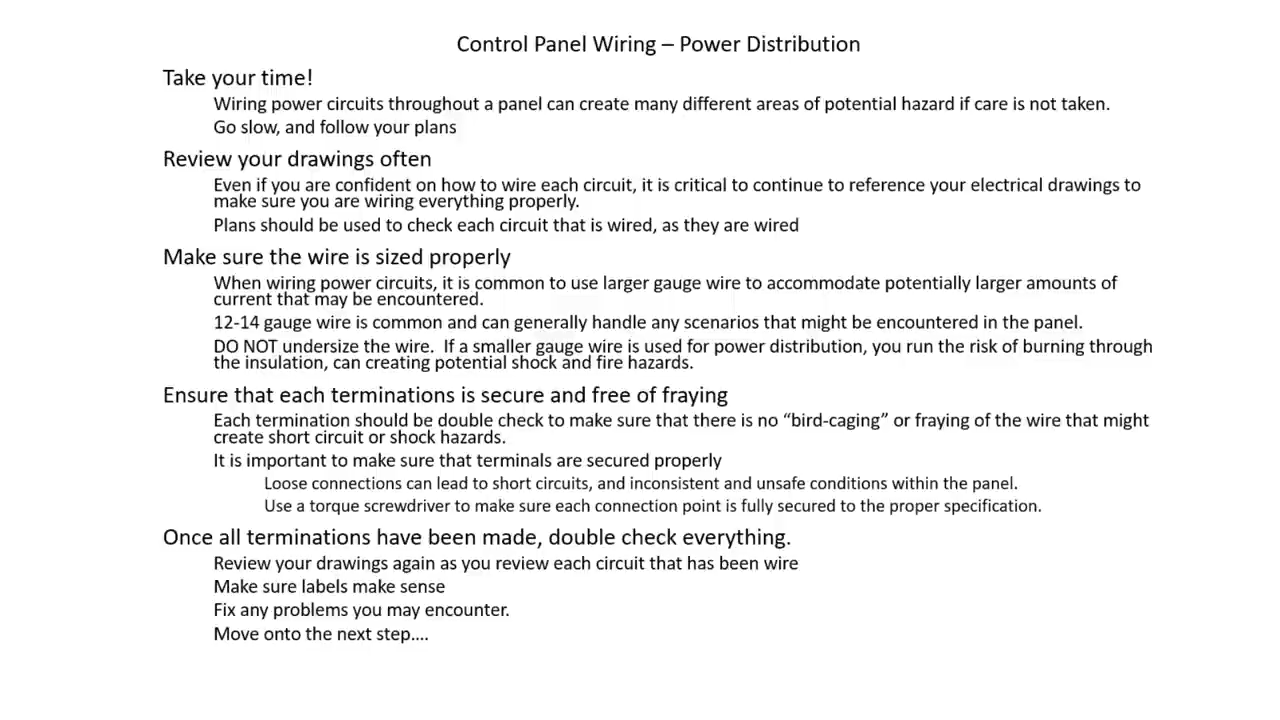 Control Panel Wiring – Power Distribution
Take your time!
Wiring power circuits throughout a panel can create many different areas of potential hazard if care is not taken.
Go slow, and follow your plans
Review your drawings often
Even if you are confident on how to wire each circuit, it is critical to continue to reference your electrical drawings to
make sure you are wiring everything properly.
Plans should be used to check each circuit that is wired, as they are wired
Make sure the wire is sized properly
When wiring power circuits, it is common to use larger gauge wire to accommodate potentially larger amounts of
current that may be encountered.
12-14 gauge wire is common and can generally handle any scenarios that might be encountered in the panel.
DO NOT undersize the wire.  If a smaller gauge wire is used for power distribution, you run the risk of burning through
the insulation, can creating potential shock and fire hazards.
Ensure that each terminations is secure and free of fraying
Each termination should be double check to make sure that there is no “bird-caging” or fraying of the wire that might
create short circuit or shock hazards.
It is important to make sure that terminals are secured properly
Loose connections can lead to short circuits, and inconsistent and unsafe conditions within the panel.
Use a torque screwdriver to make sure each connection point is fully secured to the proper specification.
Once all terminations have been made, double check everything.
Review your drawings again as you review each circuit that has been wire
Make sure labels make sense
Fix any problems you may encounter.
Move onto the next step....